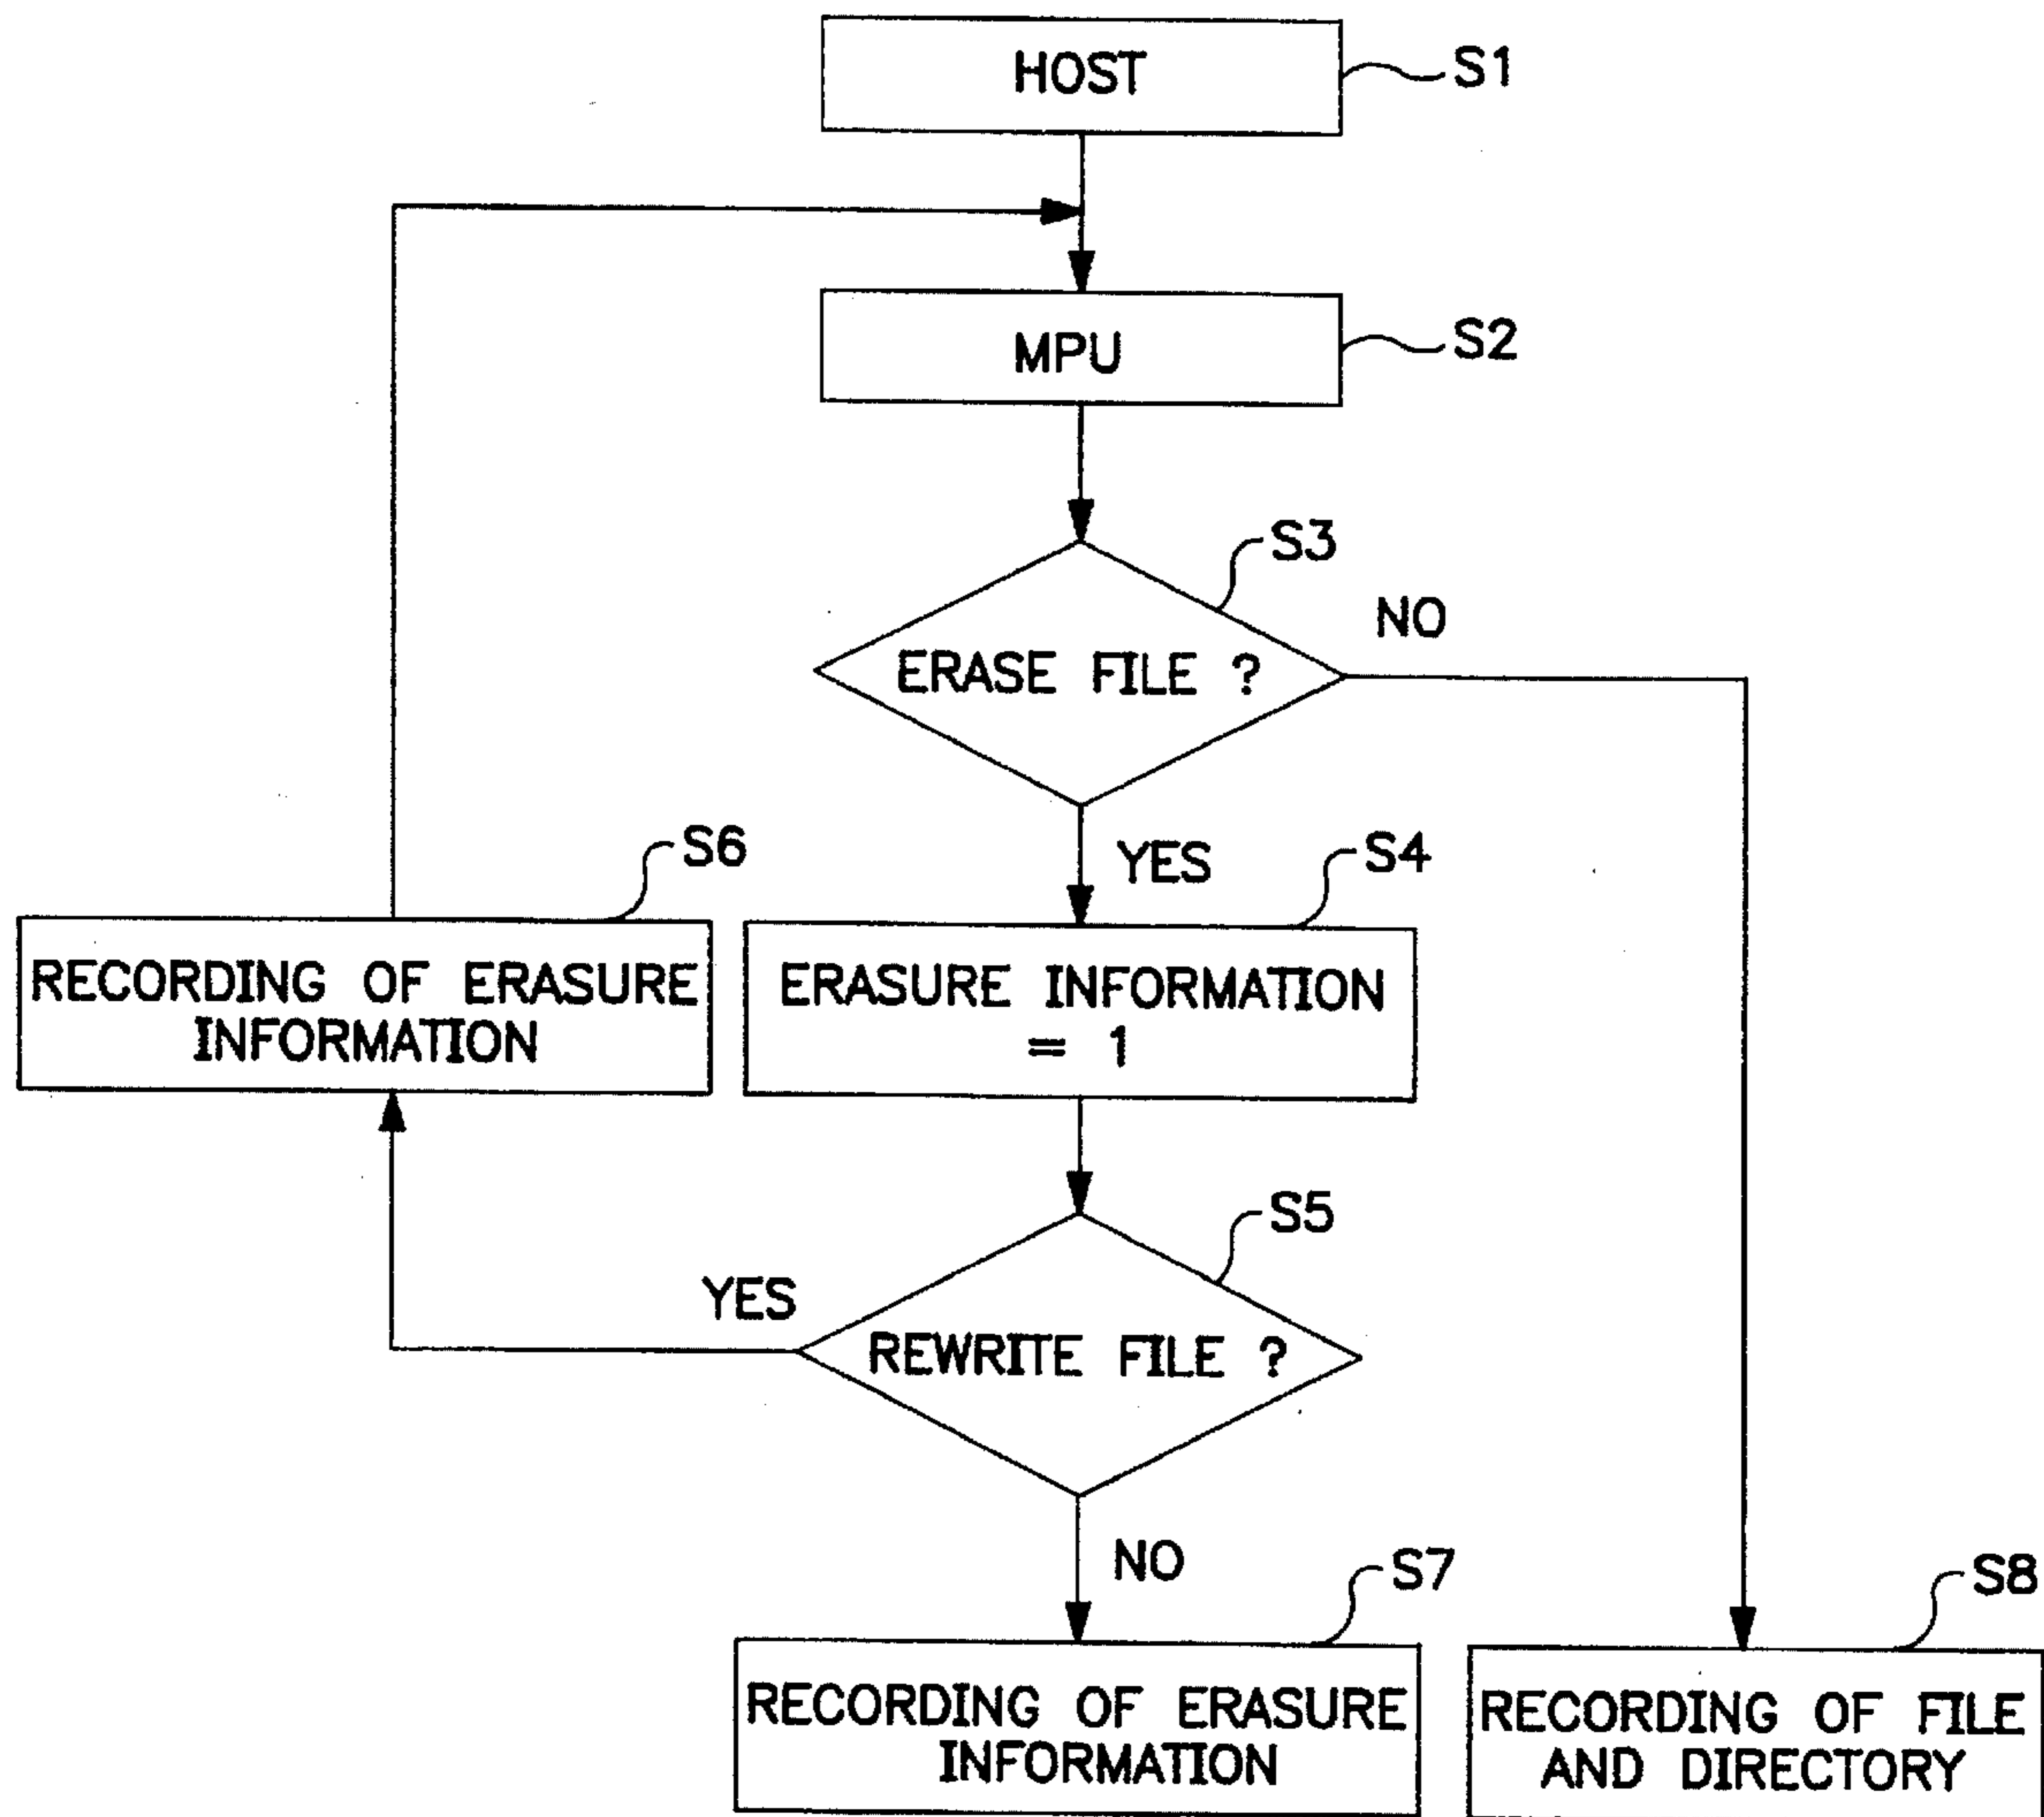 HOST
S1
MPU
S2
S3
NO
ERASE FILE ?
YES
S4
S6
RECORDING OF ERASURE
INFORMATION
ERASURE INFORMATION
= 1
S5
YES
REWRITE FILE ?
NO
S7
S8
RECORDING OF ERASURE
INFORMATION
RECORDING OF FILE
AND DIRECTORY